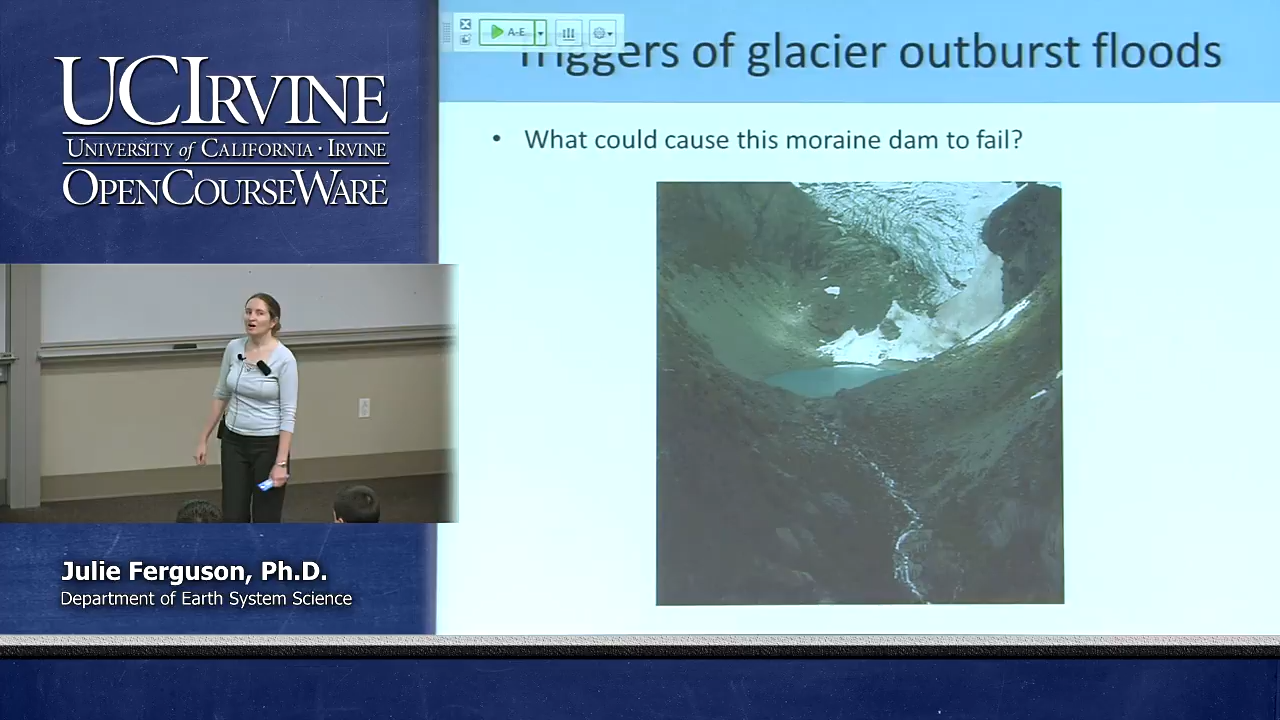 UCIRVINE
UNIVERSITY of CALIFORNIA · IRVINE
OPENCOURSEWARE
A-E
Triggers of glacier outburst floods
• What could cause this moraine dam to fail?
Julie Ferguson, Ph.D.
Department of Earth System Science